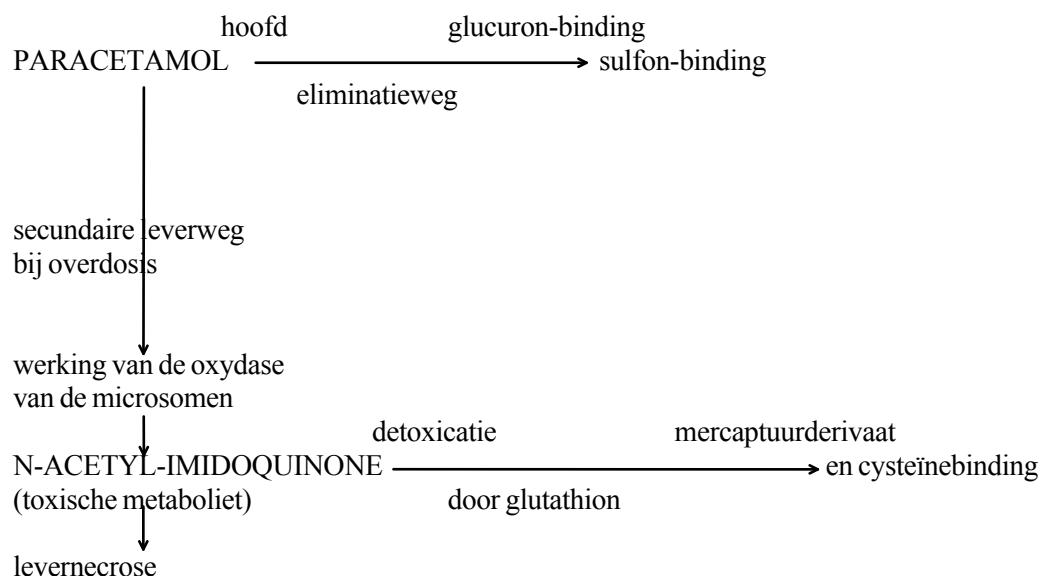 hoofd glucuron-binding
PARACETAMOL sulfon-binding
eliminatieweg
secundaire leverweg
bij overdosis
werking van de oxydase
van de microsomen
detoxicatie mercaptuurderivaat
N-ACETYL-IMIDOQUINONE en cysteïnebinding
(toxische metaboliet) door glutathion
levernecrose